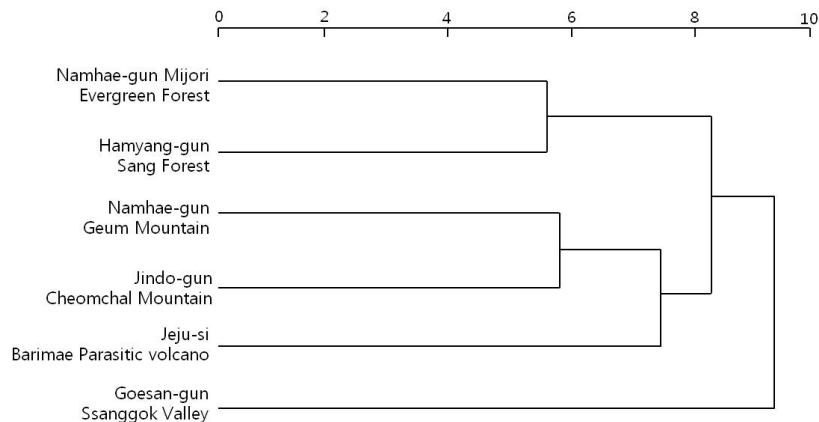 0 2 4 6 8 10
Namhae-gun Mijori
Evergreen Forest
Hamyang-gun
Sang Forest
Namhae-gun
Geum Mountain
Jindo-gun
Cheomchal Mountain
Jeju-si
Barimae Parasitic volcano
Goesan-gun
Ssanggok Valley